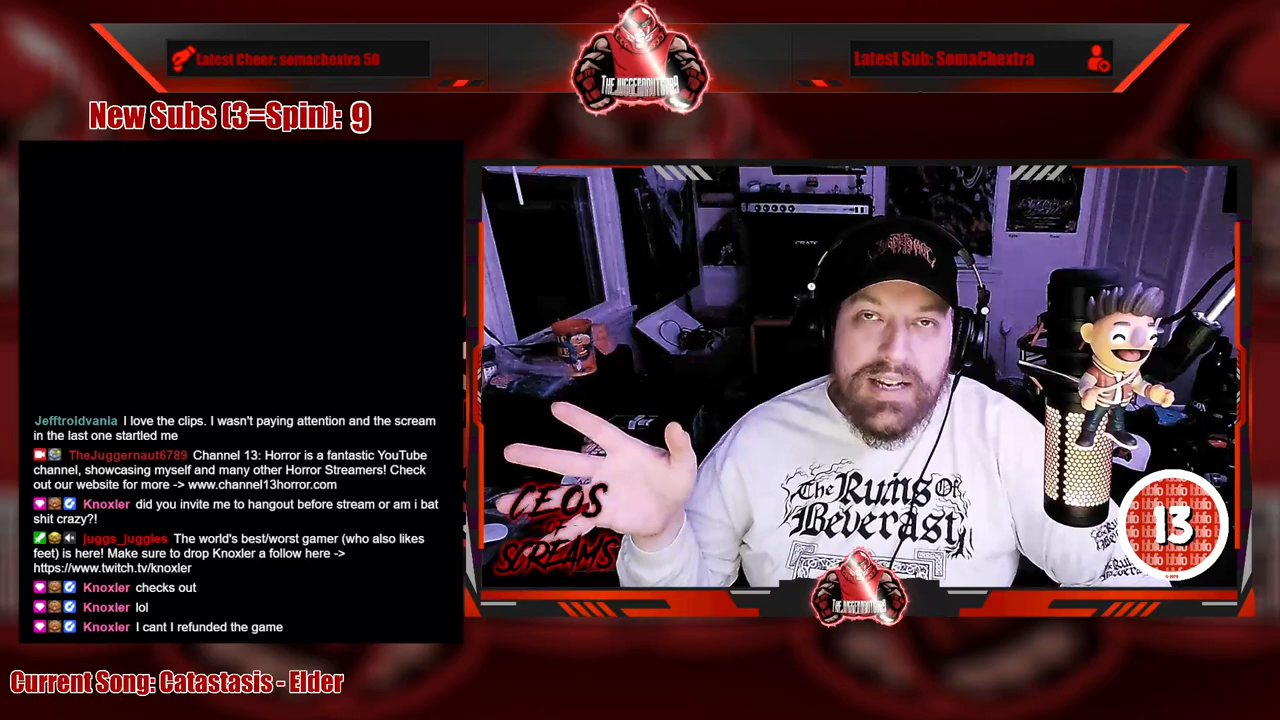 Latest Cheer: somachextra 50
THEJUGGERNAUT6789
Latest Sub: SomaChextra
New Subs (3=Spin): 9
Jefftroldvania I love the clips. I wasn't paying attention and the scream
in the last one startled me
TheJuggernaut6789 Channel 13: Horror is a fantastic YouTube
channel, showcasing myself and many other Horror Streamers! Check
out our website for more -> www.channel13horror.com
Knoxler did you invite me to hangout before stream or am i bat
shit crazy?!
juggs_juggles The world's best/worst gamer (who also likes
feet) is here! Make sure to drop Knoxler a follow here ->
https://www.twitch.tv/knoxler
Knoxler checks out
Knoxler lol
Knoxler I cant I refunded the game
CRATE
The Ruins Of
Beverast
CEOS
OF
SCREAMS
13
THEJUGGERNAUT6789
Current Song: Catastasis - Elder